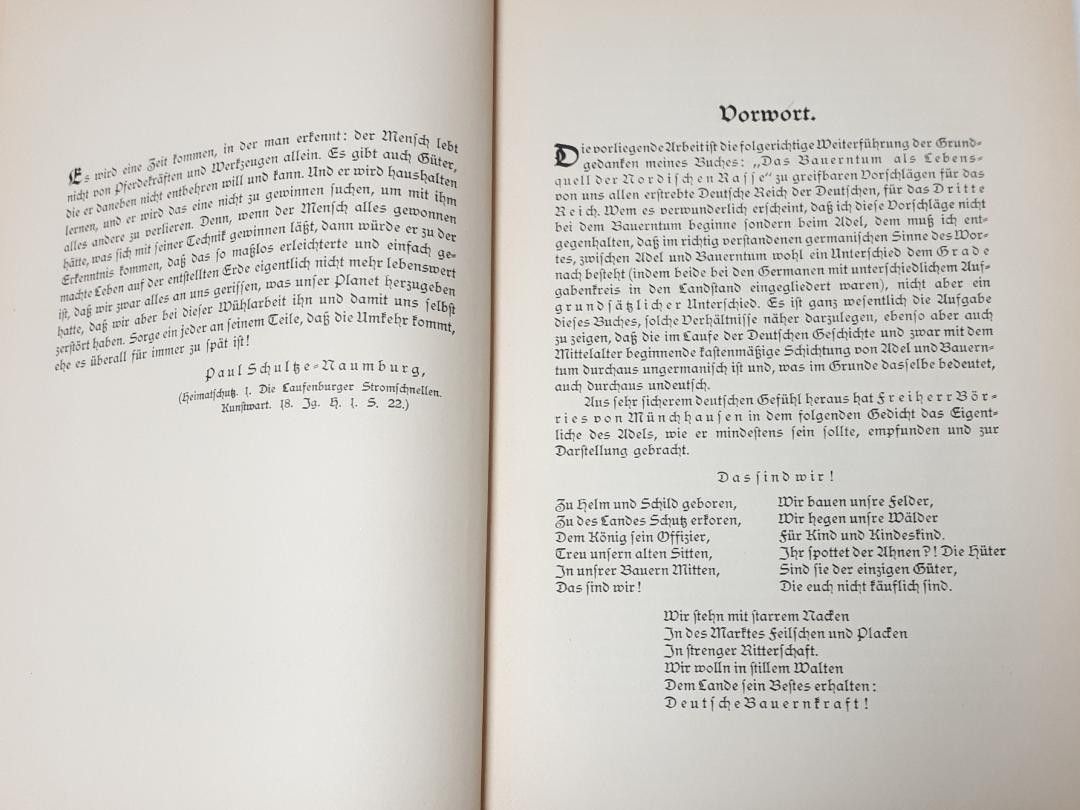 Es wird eine Zeit kommen, in der man erkennt: der Menſch lebt
nicht von Pferdekräften und Werkzeugen allein. Es gibt auch Güter,
die er daneben nicht entbehren will und kann. Und er wird haushalten
lernen, und er wird das eine nicht zu gewinnen ſuchen, um mit ihm
alles andere zu verlieren. Denn, wenn der Menſch alles gewonnen
hätte, was ſich mit ſeiner Technik gewinnen läßt, dann würde er zu der
Erkenntnis kommen, daß das ſo maßlos erleichterte und einfach ge-
machte Leben auf der entſtellten Erde eigentlich nicht mehr lebenswert
iſt, daß wir zwar alles an uns geriſſen, was unſer Planet herzugeben
hatte, daß wir aber bei dieſer Wühlarbeit ihn und damit uns ſelbſt
zerſtört haben. Sorge ein jeder an ſeinem Teile, daß die Umkehr kommt,
ehe es überall für immer zu ſpät iſt!
Paul Schultze-Naumburg,
(Heimatſchutz. 1. Die Laufenburger Stromſchnellen.
Kunſtwart. 18. Jg. H. 1. S. 22.)
Vorwort.
Die vorliegende Arbeit iſt die folgerichtige Weiterführung der Grund-
gedanken meines Buches: „Das Bauerntum als Lebens-
quell der Nordiſchen Raſſe“ zu greifbaren Vorſchlägen für das
von uns allen erſtrebte Deutſche Reich der Deutſchen, für das Dritte
Reich. Wem es verwunderlich erſcheint, daß ich dieſe Vorſchläge nicht
bei dem Bauerntum beginne ſondern beim Adel, dem muß ich ent-
gegenhalten, daß im richtig verſtandenen germaniſchen Sinne des Wor-
tes, zwiſchen Adel und Bauerntum wohl ein Unterſchied dem Grade
nach beſteht (indem beide bei den Germanen mit unterſchiedlichem Auf-
gabenkreis in den Landſtand eingegliedert waren), nicht aber ein
grundſätzlicher Unterſchied. Es iſt ganz weſentlich die Aufgabe
dieſes Buches, ſolche Verhältniſſe näher darzulegen, ebenſo aber auch
zu zeigen, daß die im Laufe der Deutſchen Geſchichte und zwar mit dem
Mittelalter beginnende kaſtenmäßige Schichtung von Adel und Bauern-
tum durchaus ungermaniſch iſt und, was im Grunde dasſelbe bedeutet,
auch durchaus undeutſch.
Aus ſehr ſicherem deutſchen Gefühl heraus hat Freiherr Bör-
ries von Münchhauſen in dem folgenden Gedicht das Eigent-
liche des Adels, wie er mindeſtens ſein ſollte, empfunden und zur
Darſtellung gebracht.
Das ſind wir!
Zu Helm und Schild geboren,
Zu des Landes Schutz erkoren,
Dem König ſein Offizier,
Treu unſern alten Sitten,
In unſrer Bauern Mitten,
Das ſind wir!
Wir bauen unſre Felder,
Wir hegen unſre Wälder
Für Kind und Kindeskind.
Ihr ſpottet der Ahnen?! Die Hüter
Sind ſie der einzigen Güter,
Die euch nicht käuflich ſind.
Wir ſtehn mit ſtarrem Nacken
In des Marktes Feilſchen und Placken
In ſtrenger Ritterſchaft.
Wir wolln in ſtillem Walten
Dem Lande ſein Beſtes erhalten:
Deutſche Bauernkraft!